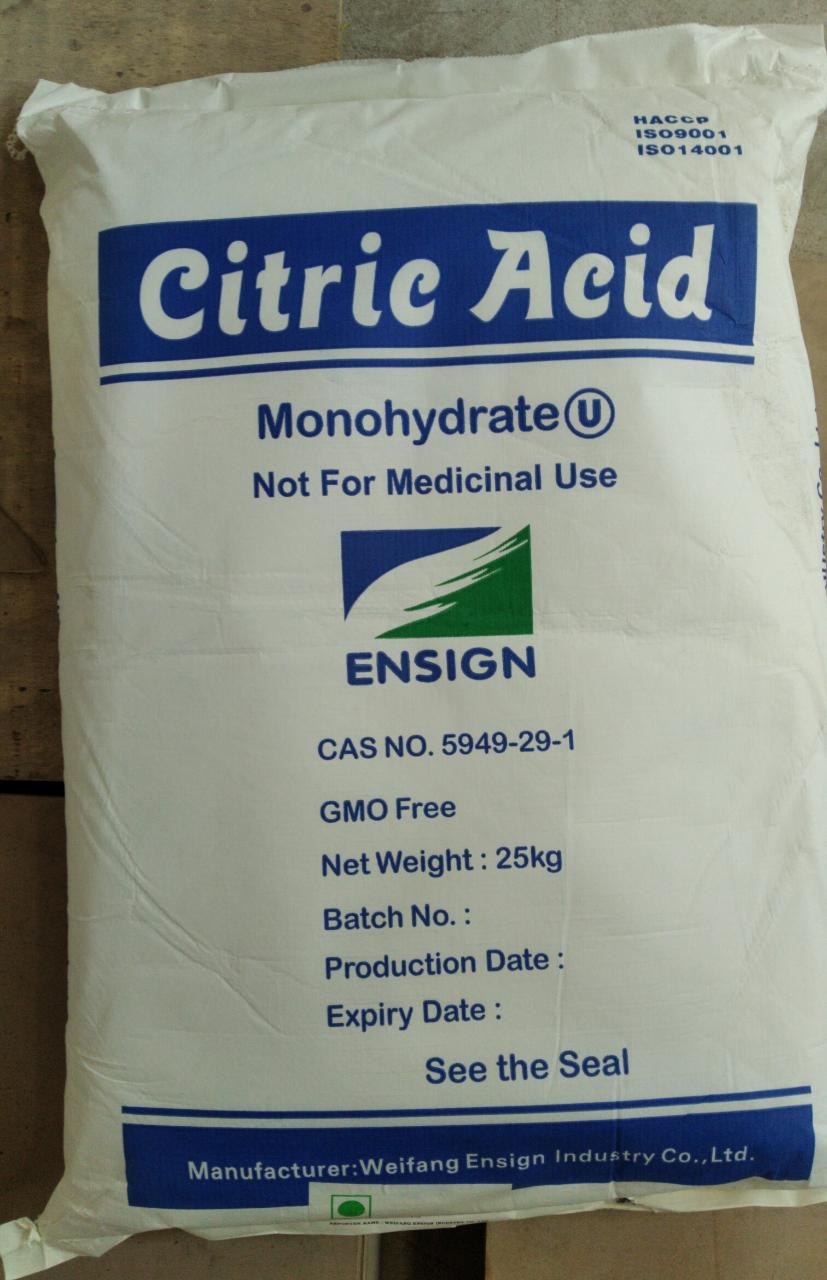 HACCP
ISO9001
ISO14001
Citric Acid
Monohydrate Ⓤ
Not For Medicinal Use
ENSIGN
CAS NO. 5949-29-1
GMO Free
Net Weight : 25kg
Batch No. :
Production Date :
Expiry Date :
See the Seal
Manufacturer:Weifang Ensign Industry Co.,Ltd.